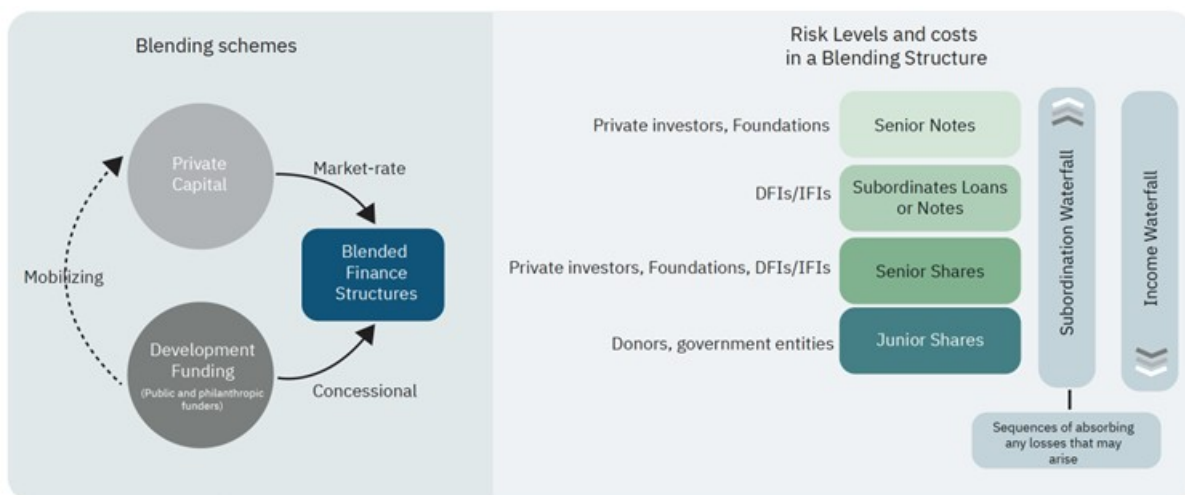 Blending schemes
Private
Capital
Market-rate
Blended
Finance
Structures
Mobilizing
Development
Funding
(Public and philanthropic
funders)
Concessional
Risk Levels and costs
in a Blending Structure
Private investors, Foundations
Senior Notes
DFIs/IFIs
Subordinates Loans
or Notes
Private investors, Foundations, DFIs/IFIs
Senior Shares
Donors, government entities
Junior Shares
Subordination Waterfall
Income Waterfall
Sequences of absorbing
any losses that may
arise